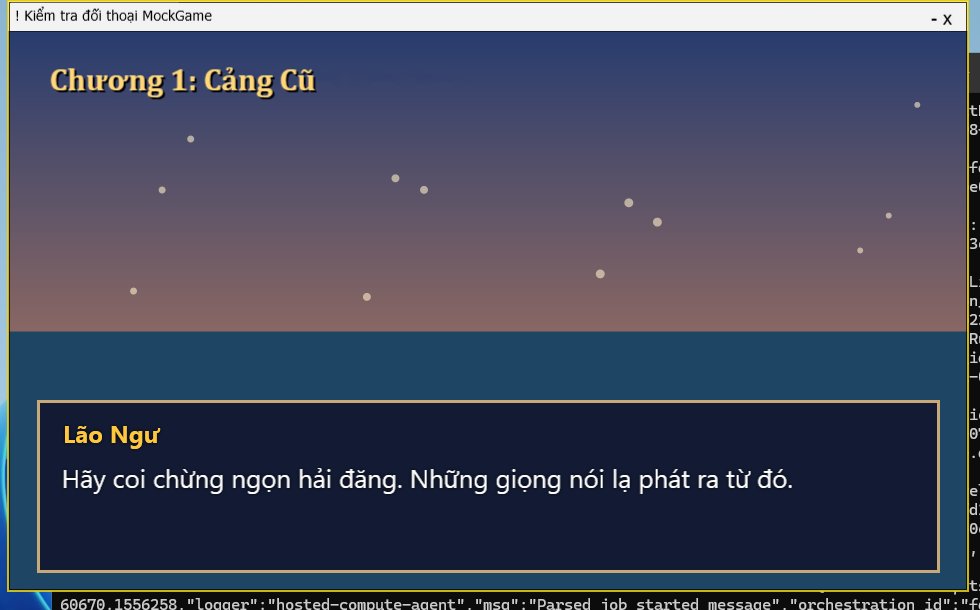 ! Kiểm tra đối thoại MockGame
- x
Chương 1: Cảng Cũ
Lão Ngư
Hãy coi chừng ngọn hải đăng. Những giọng nói lạ phát ra từ đó.
60670.1556258,"logger":"hosted-compute-agent","msg":"Parsed job started message","orchestration_id":"f